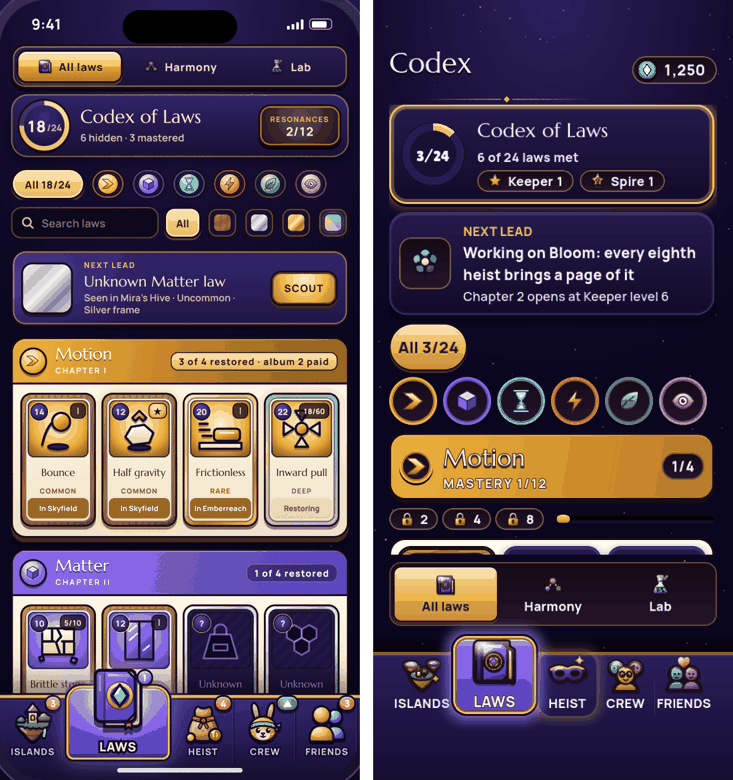 9:41
All laws
Harmony
Lab
18/24
Codex of Laws
6 hidden · 3 mastered
RESONANCES
2/12
All 18/24
Search laws
All
NEXT LEAD
Unknown Matter law
Seen in Mira's Hive · Uncommon ·
Silver frame
SCOUT
Motion
CHAPTER I
3 of 4 restored · album 2 paid
14
I
12
20
I
22
18/60
Bounce
Half gravity
Frictionless
Inward pull
COMMON
COMMON
RARE
DEEP
In Skyfield
In Skyfield
In Emberreach
Restoring
Matter
CHAPTER II
1 of 4 restored
10
5/10
12
I
?
?
Unknown
Unknown
1
3
4
3
ISLANDS
LAWS
HEIST
CREW
FRIENDS
Codex
1,250
3/24
Codex of Laws
6 of 24 laws met
Keeper 1
Spire 1
NEXT LEAD
Working on Bloom: every eighth
heist brings a page of it
Chapter 2 opens at Keeper level 6
All 3/24
Motion
MASTERY 1/12
1/4
2
4
8
All laws
Harmony
Lab
ISLANDS
LAWS
HEIST
CREW
FRIENDS